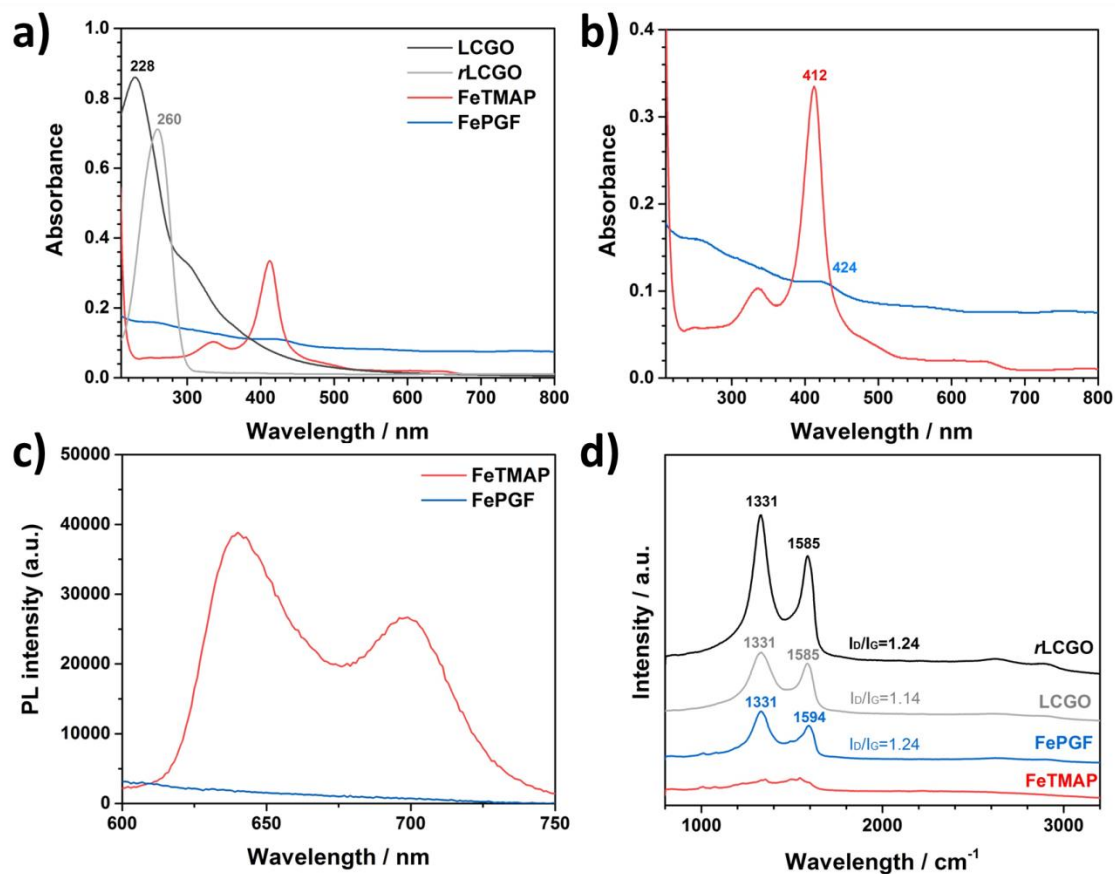 a)
1.0
0.8
0.6
0.4
0.2
0.0
Absorbance
228
260
LCGO
rLCGO
FeTMAP
FePGF
300 400 500 600 700 800
Wavelength / nm
b)
0.4
0.3
0.2
0.1
0.0
Absorbance
412
424
300 400 500 600 700 800
Wavelength / nm
c)
50000
40000
30000
20000
10000
0
PL intensity (a.u.)
FeTMAP
FePGF
600 650 700 750
Wavelength / nm
d)
Intensity / a.u.
1331
1585
ID/IG=1.24
rLCGO
1331
1585
ID/IG=1.14
LCGO
1331
1594
ID/IG=1.24
FePGF
FeTMAP
1000 2000 3000
Wavelength / cm-1